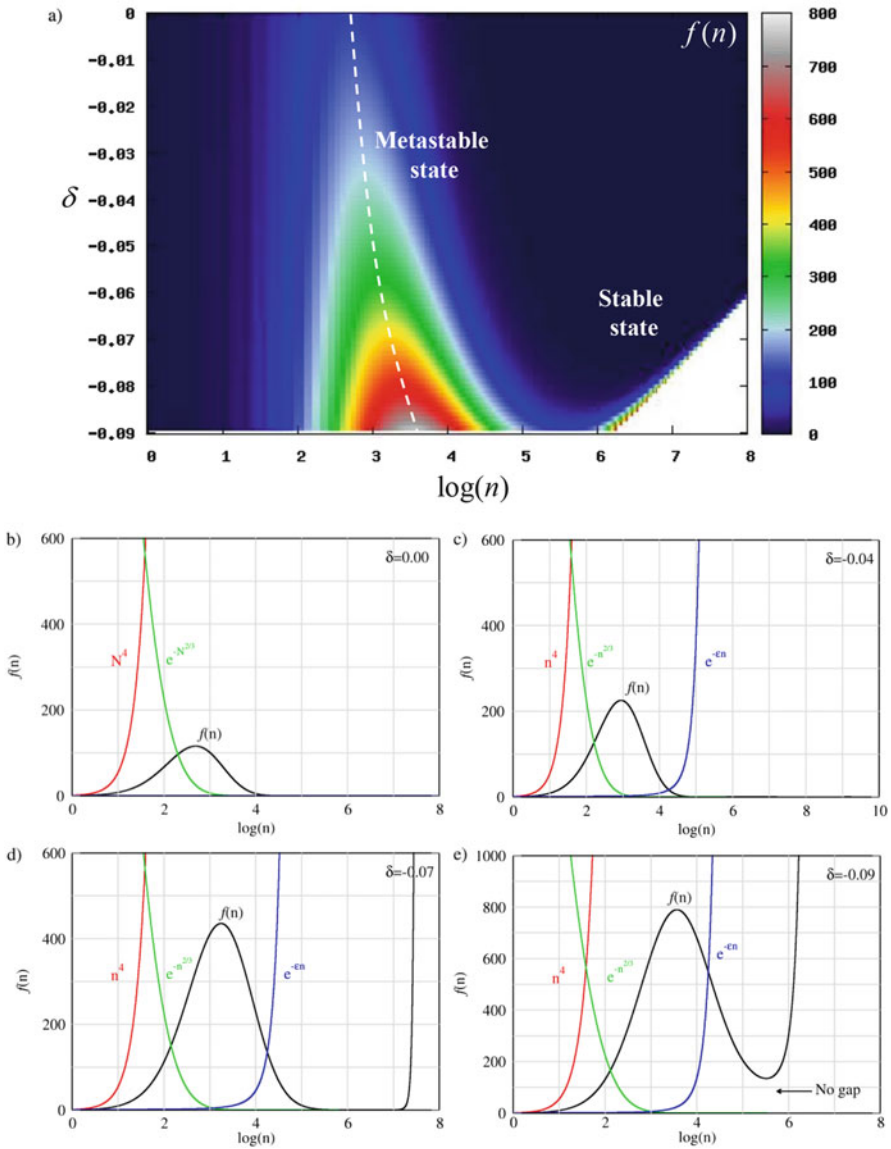 a)
f(n)
0
-0.01
-0.02
-0.03
-0.04
-0.05
-0.06
-0.07
-0.08
-0.09
δ
Metastable
state
Stable
state
0 1 2 3 4 5 6 7 8
log(n)
800
700
600
500
400
300
200
100
0
b)
δ=0.00
600
400
200
0
f(n)
N⁴
e^-N^2/3
f(n)
0 2 4 6 8
log(n)
c)
δ=-0.04
600
400
200
0
f(n)
n⁴
e^-n^2/3
f(n)
e^-εn
0 2 4 6 8 10
log(n)
d)
δ=-0.07
600
400
200
0
f(n)
n⁴
e^-n^2/3
f(n)
e^-εn
0 2 4 6 8
log(n)
e)
δ=-0.09
1000
800
600
400
200
0
f(n)
n⁴
e^-n^2/3
f(n)
e^-εn
No gap
0 2 4 6 8
log(n)